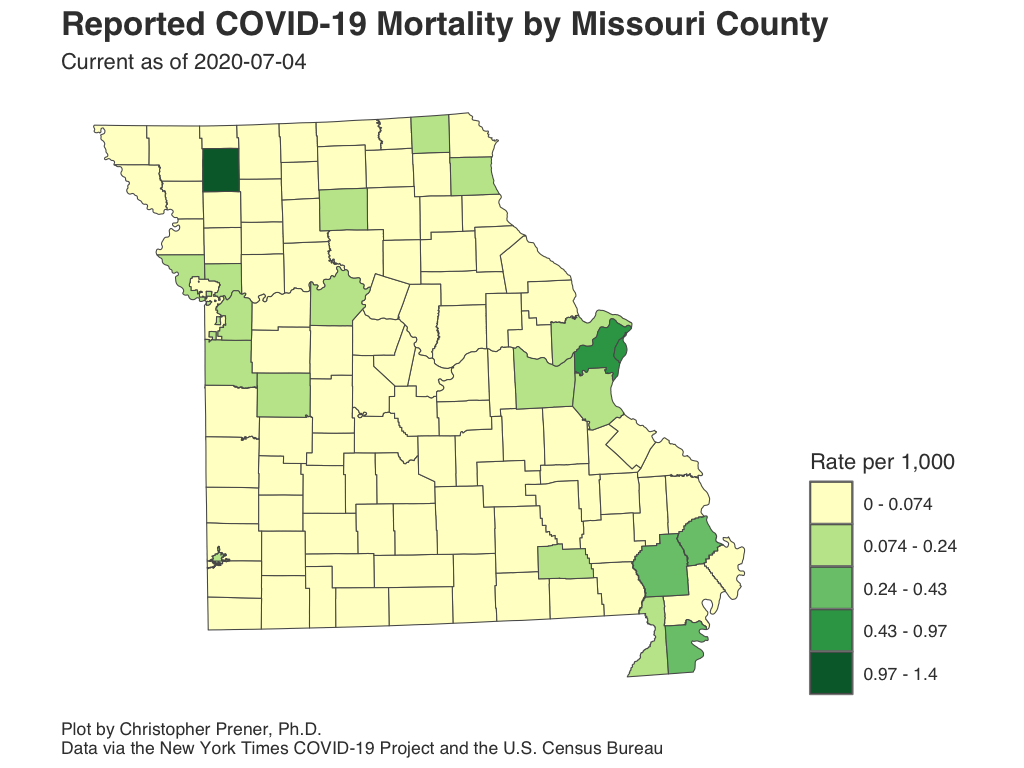 Reported COVID-19 Mortality by Missouri County
Current as of 2020-07-04
Rate per 1,000
0 - 0.074
0.074 - 0.24
0.24 - 0.43
0.43 - 0.97
0.97 - 1.4
Plot by Christopher Prener, Ph.D.
Data via the New York Times COVID-19 Project and the U.S. Census Bureau